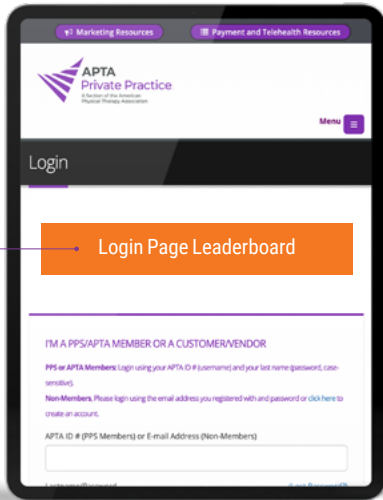 Marketing Resources
Payment and Telehealth Resources
APTA
Private Practice
A Section of the American
Physical Therapy Association
Menu
Login
Login Page Leaderboard
I'M A PPS/APTA MEMBER OR A CUSTOMER/VENDOR
PPS or APTA Members: Login using your APTA ID # (username) and your last name (password, case-
sensitive).
Non-Members, Please login using the email address you registered with and password or click here to
create an account.
APTA ID # (PPS Members) or E-mail Address (Non-Members)
Lastname/Password